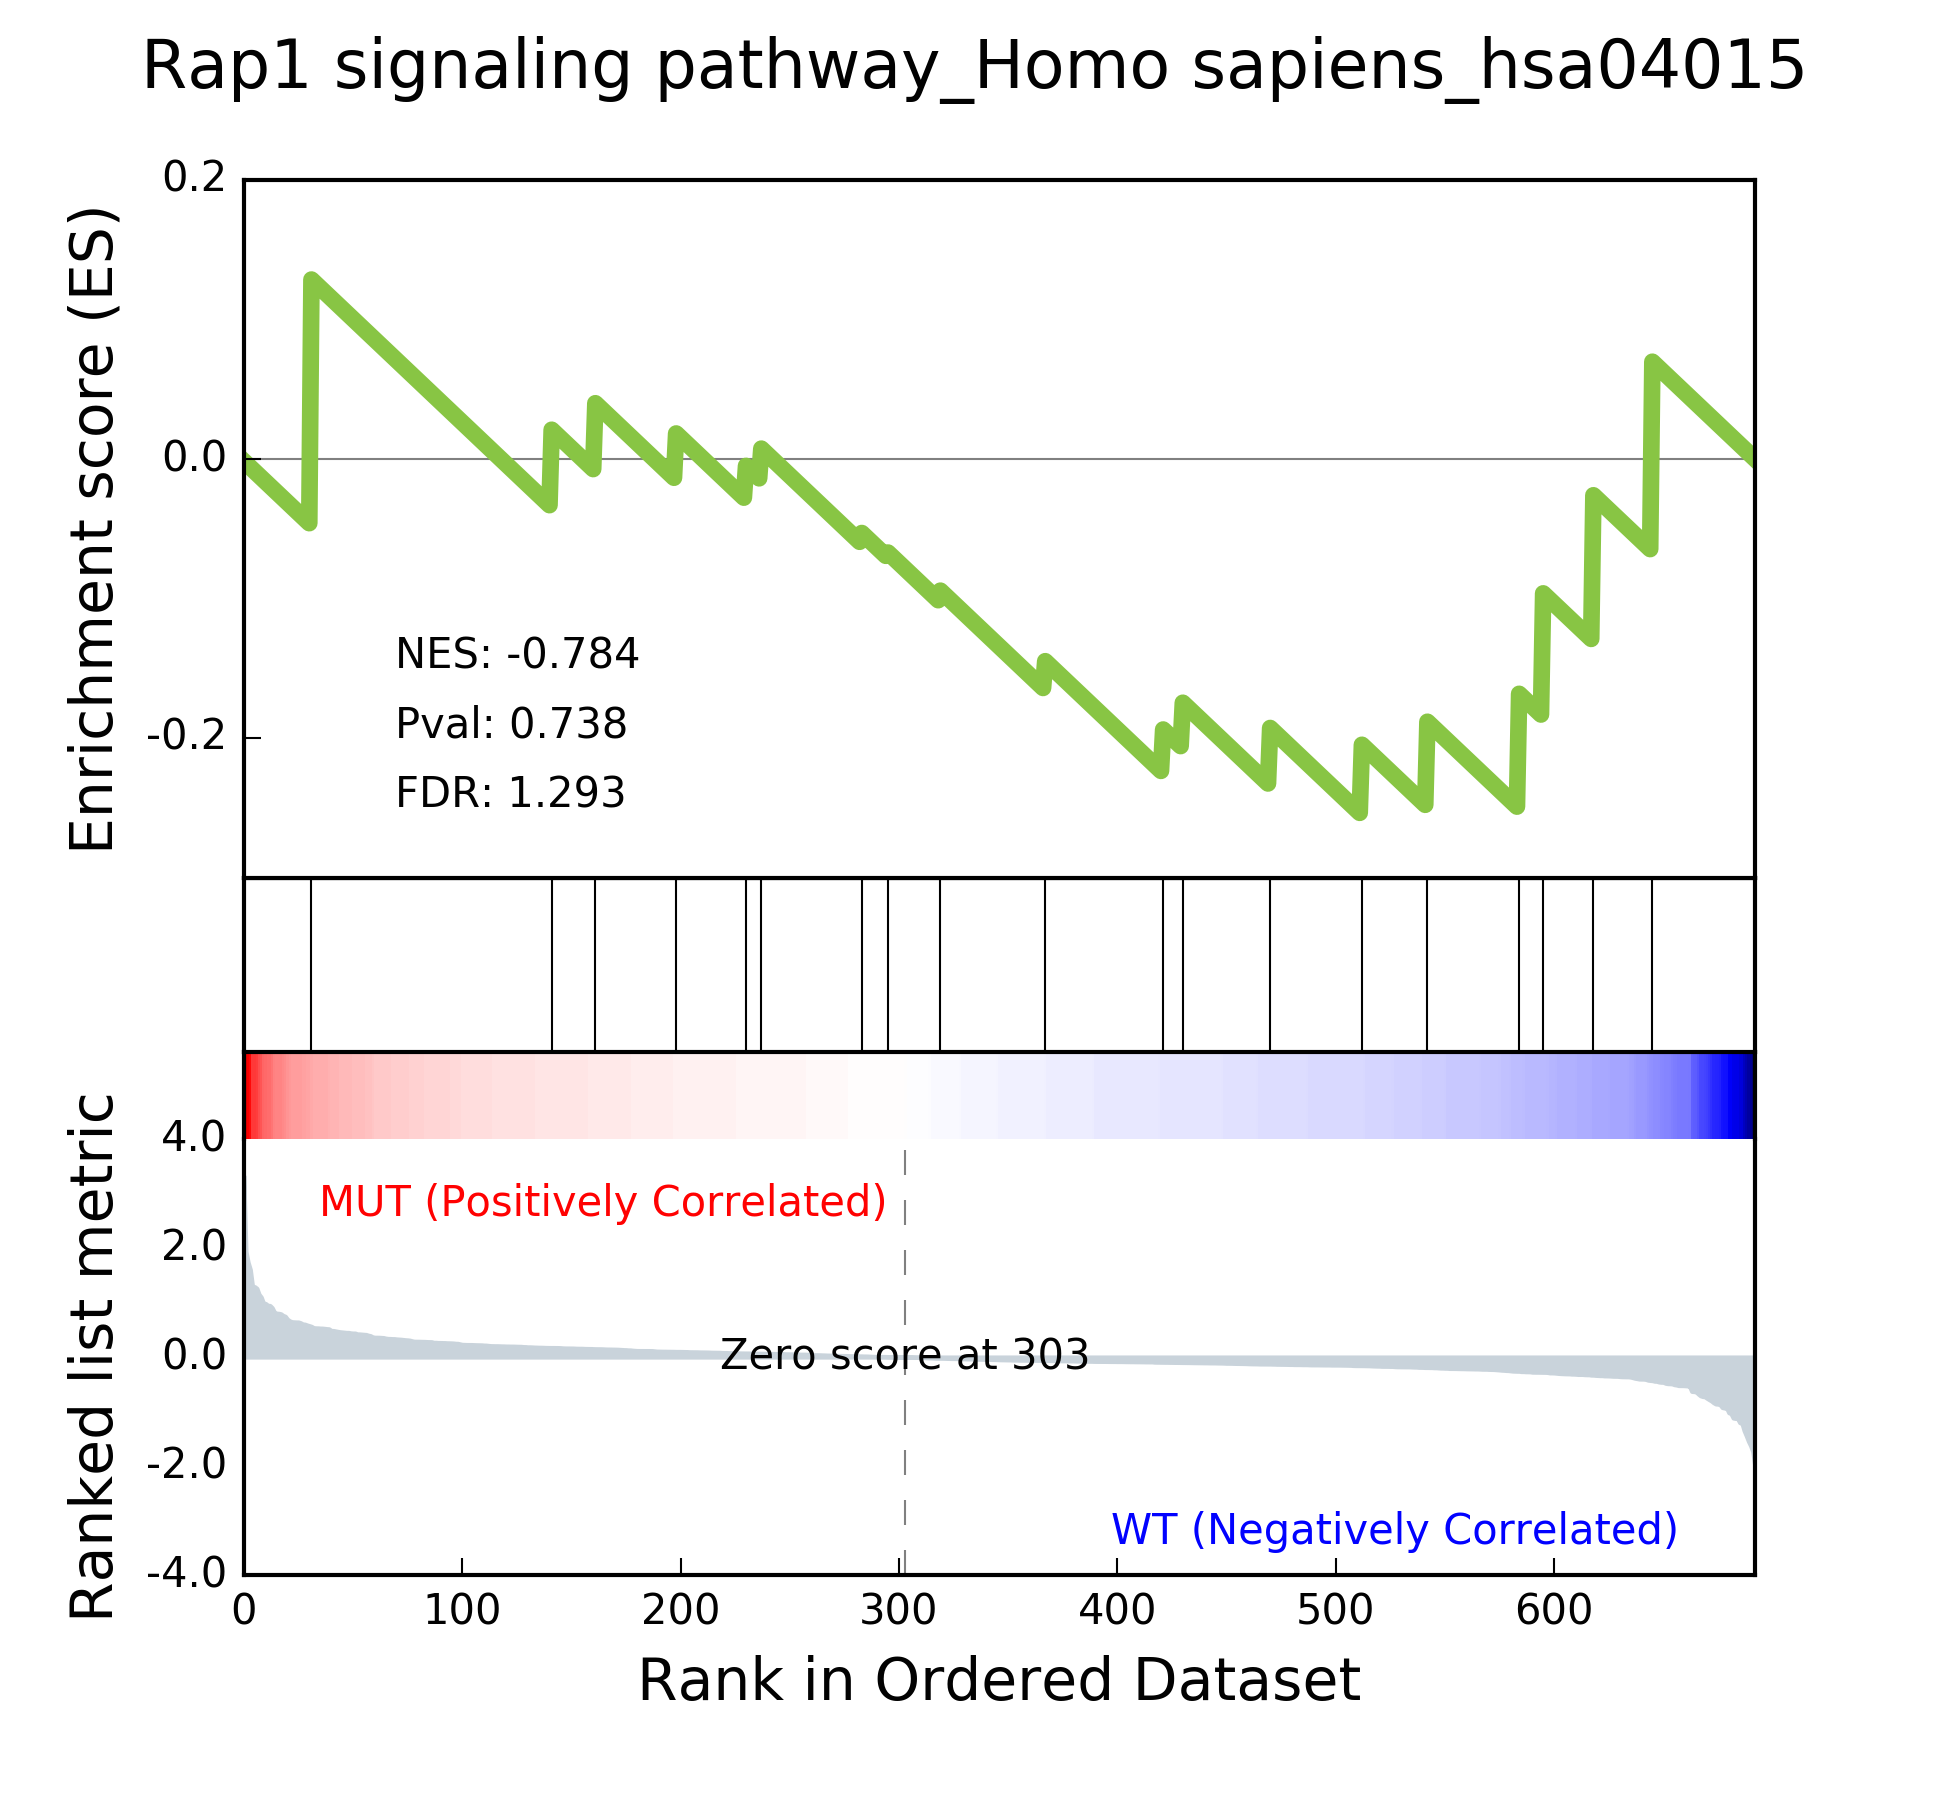 Rap1 signaling pathway_Homo sapiens_hsa04015
Enrichment score (ES)
0.2
0.0
-0.2
NES: -0.784
Pval: 0.738
FDR: 1.293
Ranked list metric
4.0
2.0
0.0
-2.0
-4.0
MUT (Positively Correlated)
Zero score at 303
WT (Negatively Correlated)
0 100 200 300 400 500 600
Rank in Ordered Dataset